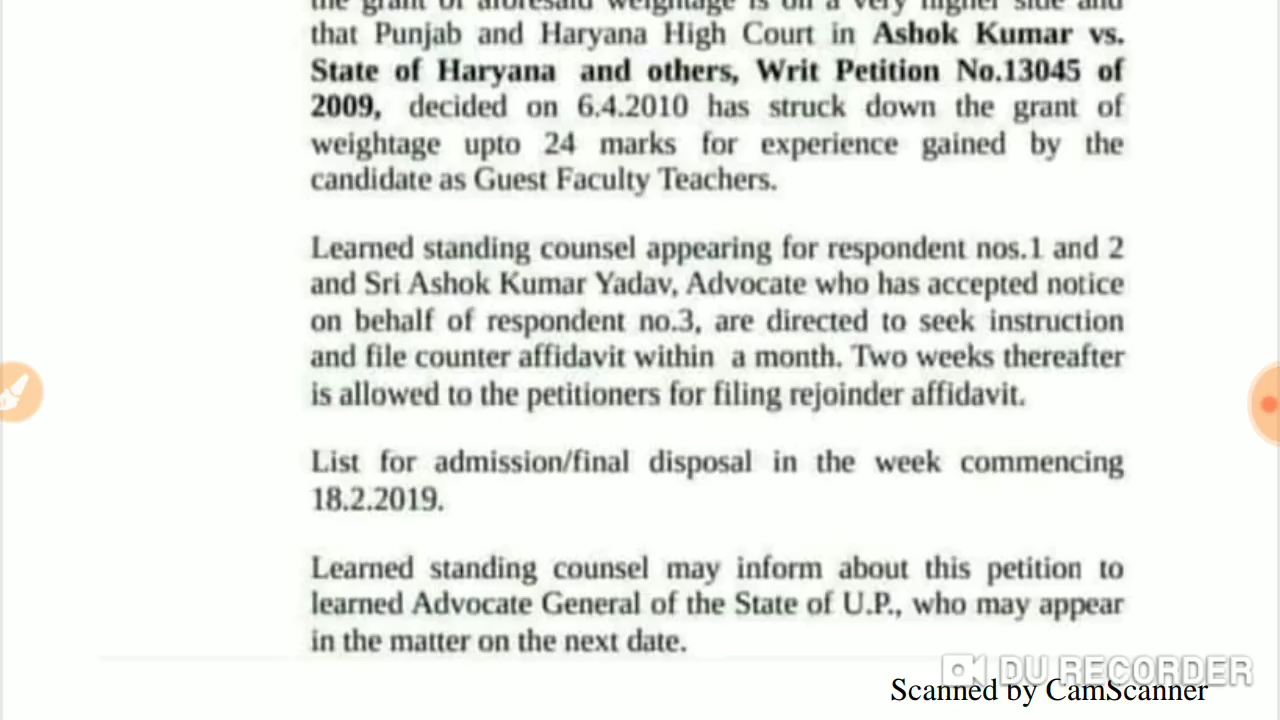 the grant of aforesaid weightage is on a very higher side and
that Punjab and Haryana High Court in Ashok Kumar vs.
State of Haryana and others, Writ Petition No.13045 of
2009, decided on 6.4.2010 has struck down the grant of
weightage upto 24 marks for experience gained by the
candidate as Guest Faculty Teachers.
Learned standing counsel appearing for respondent nos.1 and 2
and Sri Ashok Kumar Yadav, Advocate who has accepted notice
on behalf of respondent no.3, are directed to seek instruction
and file counter affidavit within a month. Two weeks thereafter
is allowed to the petitioners for filing rejoinder affidavit.
List for admission/final disposal in the week commencing
18.2.2019.
Learned standing counsel may inform about this petition to
learned Advocate General of the State of U.P., who may appear
in the matter on the next date.
DU RECORDER
Scanned by CamScanner